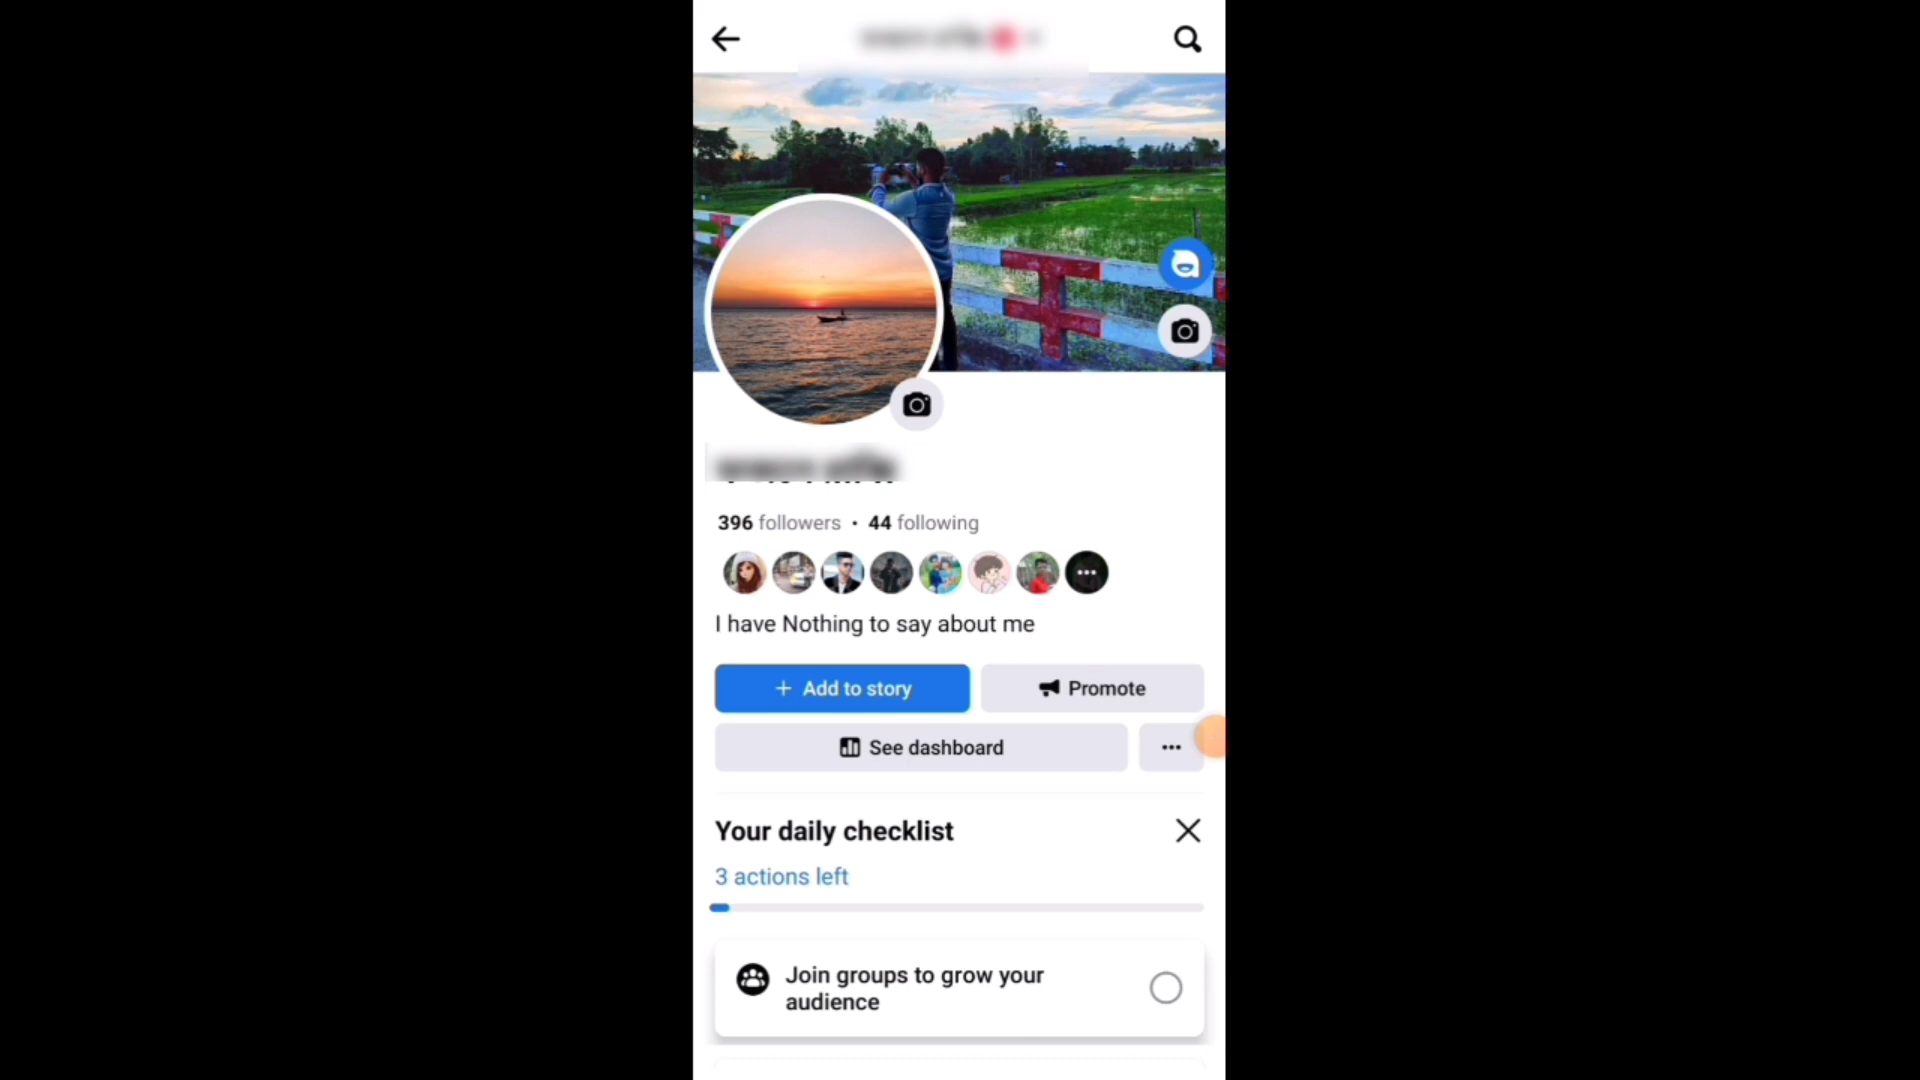 396 followers • 44 following
I have Nothing to say about me
+ Add to story
Promote
See dashboard
Your daily checklist
3 actions left
Join groups to grow your
audience